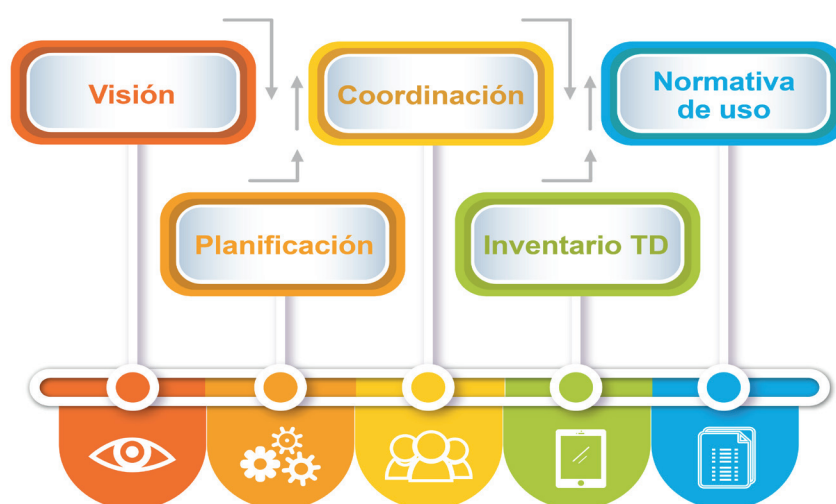 Visión
Planificación
Coordinación
Inventario TD
Normativa
de uso